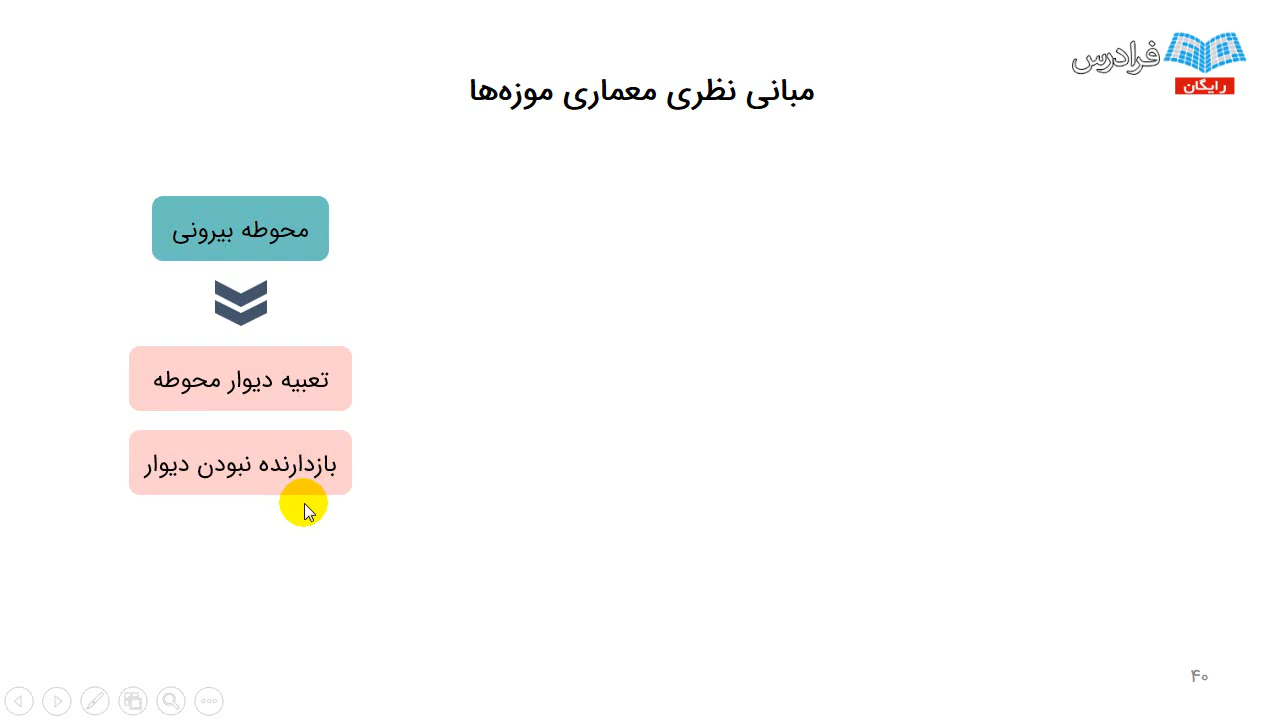 فرادرس
رایگان
مبانی نظری معماری موزه‌ها
محوطه بیرونی
تعبیه دیوار محوطه
بازدارنده نبودن دیوار
۴۰